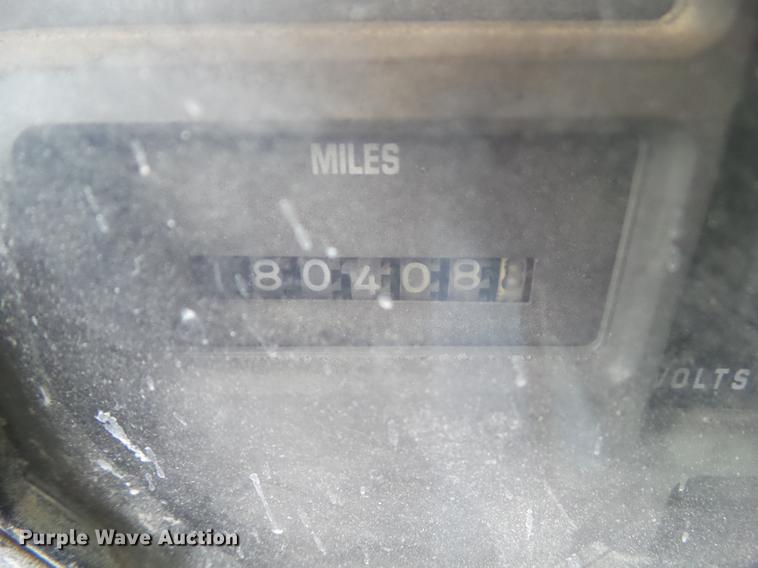 MILES
180408
VOLTS
Purple Wave Auction